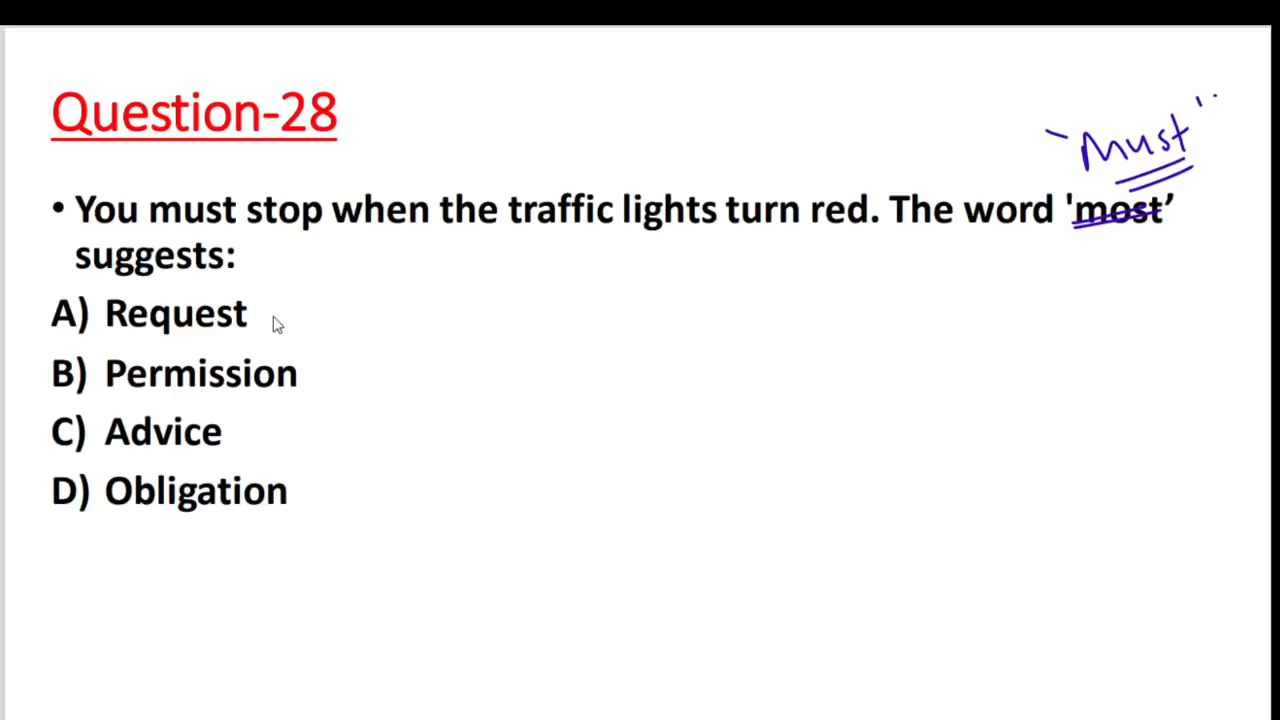 Question-28
"Must"
• You must stop when the traffic lights turn red. The word 'most’
suggests:
A) Request
B) Permission
C) Advice
D) Obligation